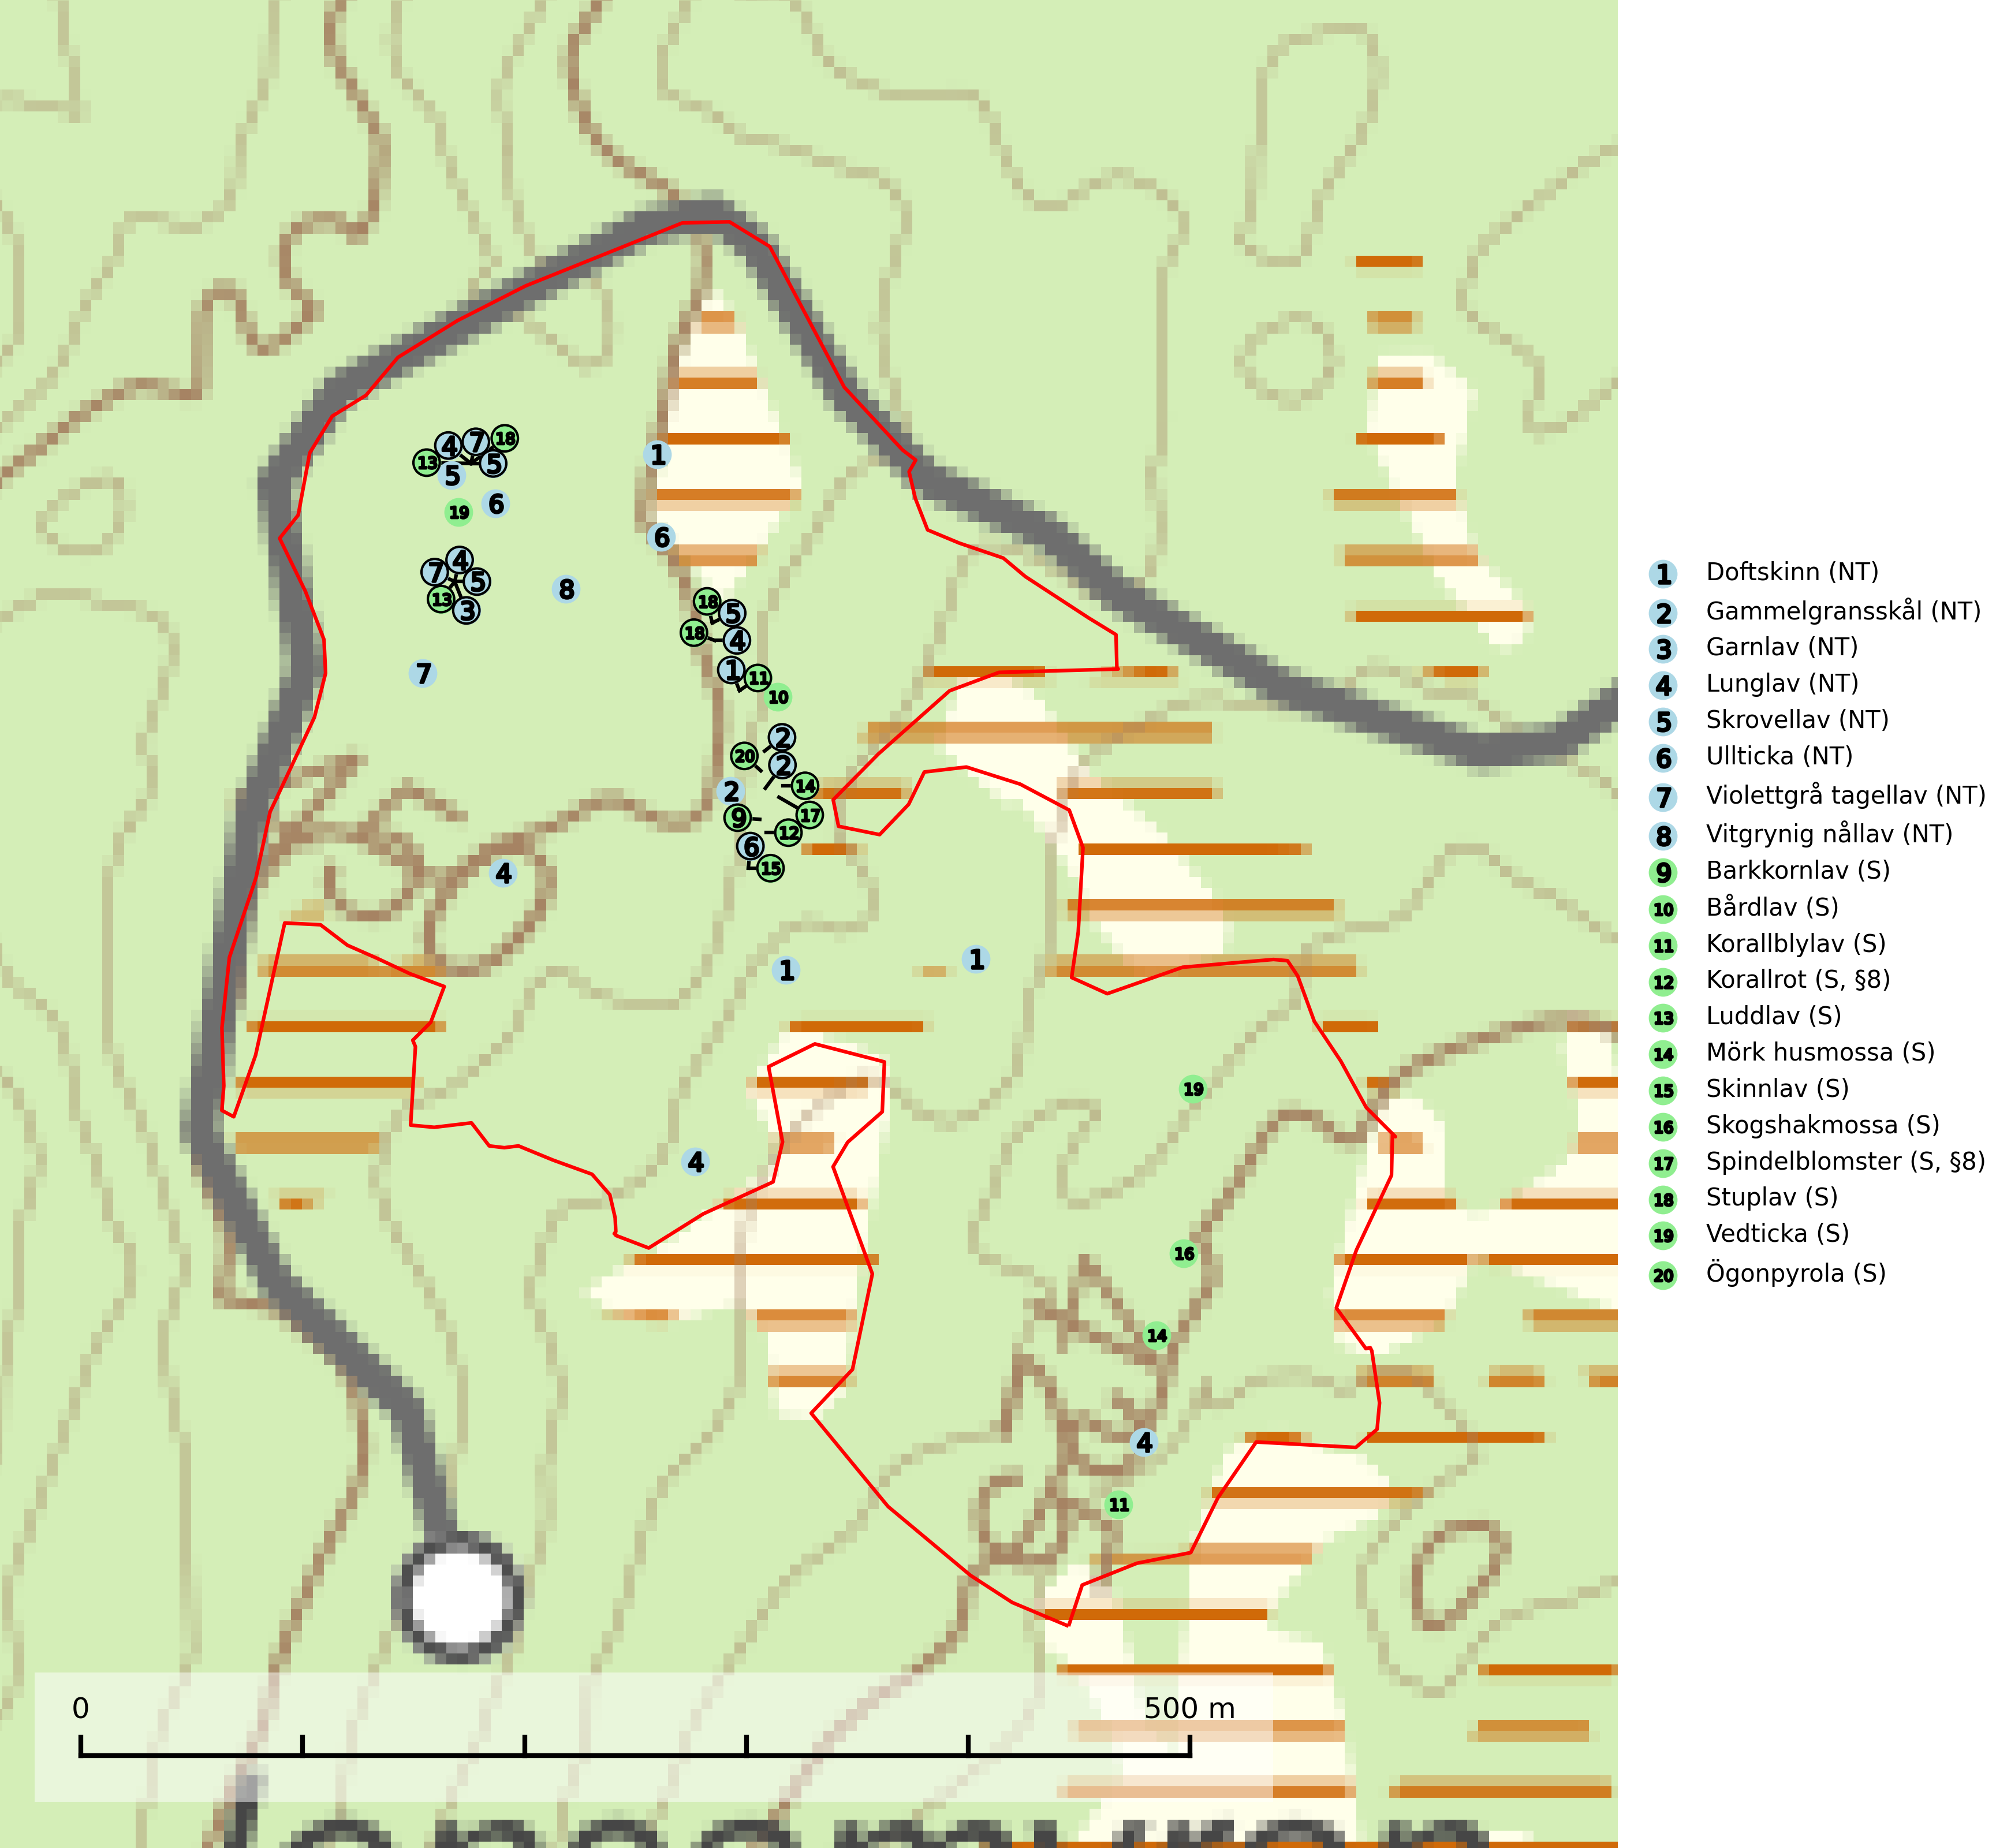 4 7 18
13 5
5
6
19
1
6
4
7 5
13 3
8
18 5
18 4
7
1 11
10
2
20
2
2 14
17
9
12
6
15
4
1 1
19
4
16
14
4
11
0 500 m
1 Doftskinn (NT)
2 Gammelgransskål (NT)
3 Garnlav (NT)
4 Lunglav (NT)
5 Skrovellav (NT)
6 Ullticka (NT)
7 Violettgrå tagellav (NT)
8 Vitgrynig nållav (NT)
9 Barkkornlav (S)
10 Bårdlav (S)
11 Korallblylav (S)
12 Korallrot (S, §8)
13 Luddlav (S)
14 Mörk husmossa (S)
15 Skinnlav (S)
16 Skogshakmossa (S)
17 Spindelblomster (S, §8)
18 Stuplav (S)
19 Vedticka (S)
20 Ögonpyrola (S)